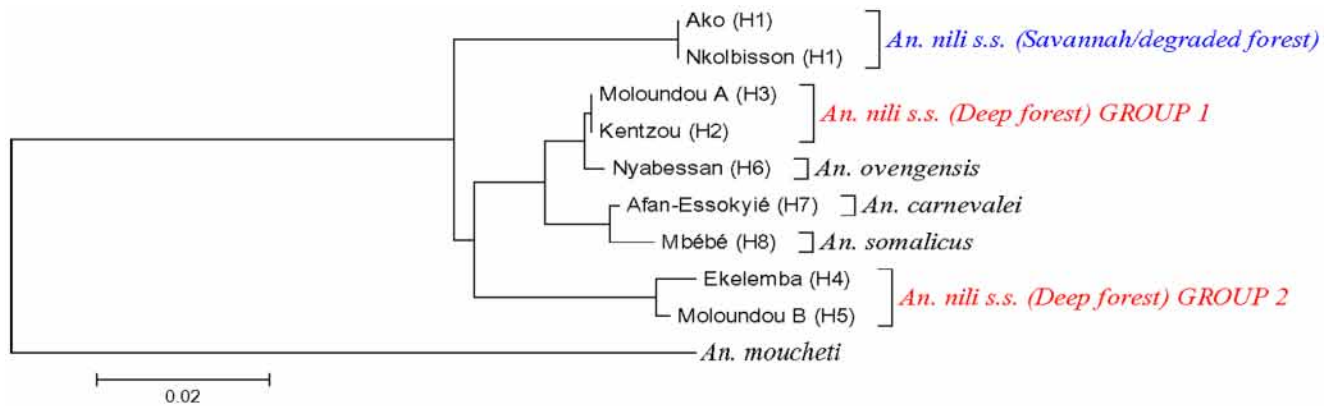 Ako (H1)
Nkolbisson (H1)
An. nili s.s. (Savannah/degraded forest)
Moloundou A (H3)
Kentzou (H2)
An. nili s.s. (Deep forest) GROUP 1
Nyabessan (H6)
An. ovengensis
Afan-Essokyié (H7)
An. carnevalei
Mbébé (H8)
An. somalicus
Ekelemba (H4)
Moloundou B (H5)
An. nili s.s. (Deep forest) GROUP 2
An. moucheti
0.02